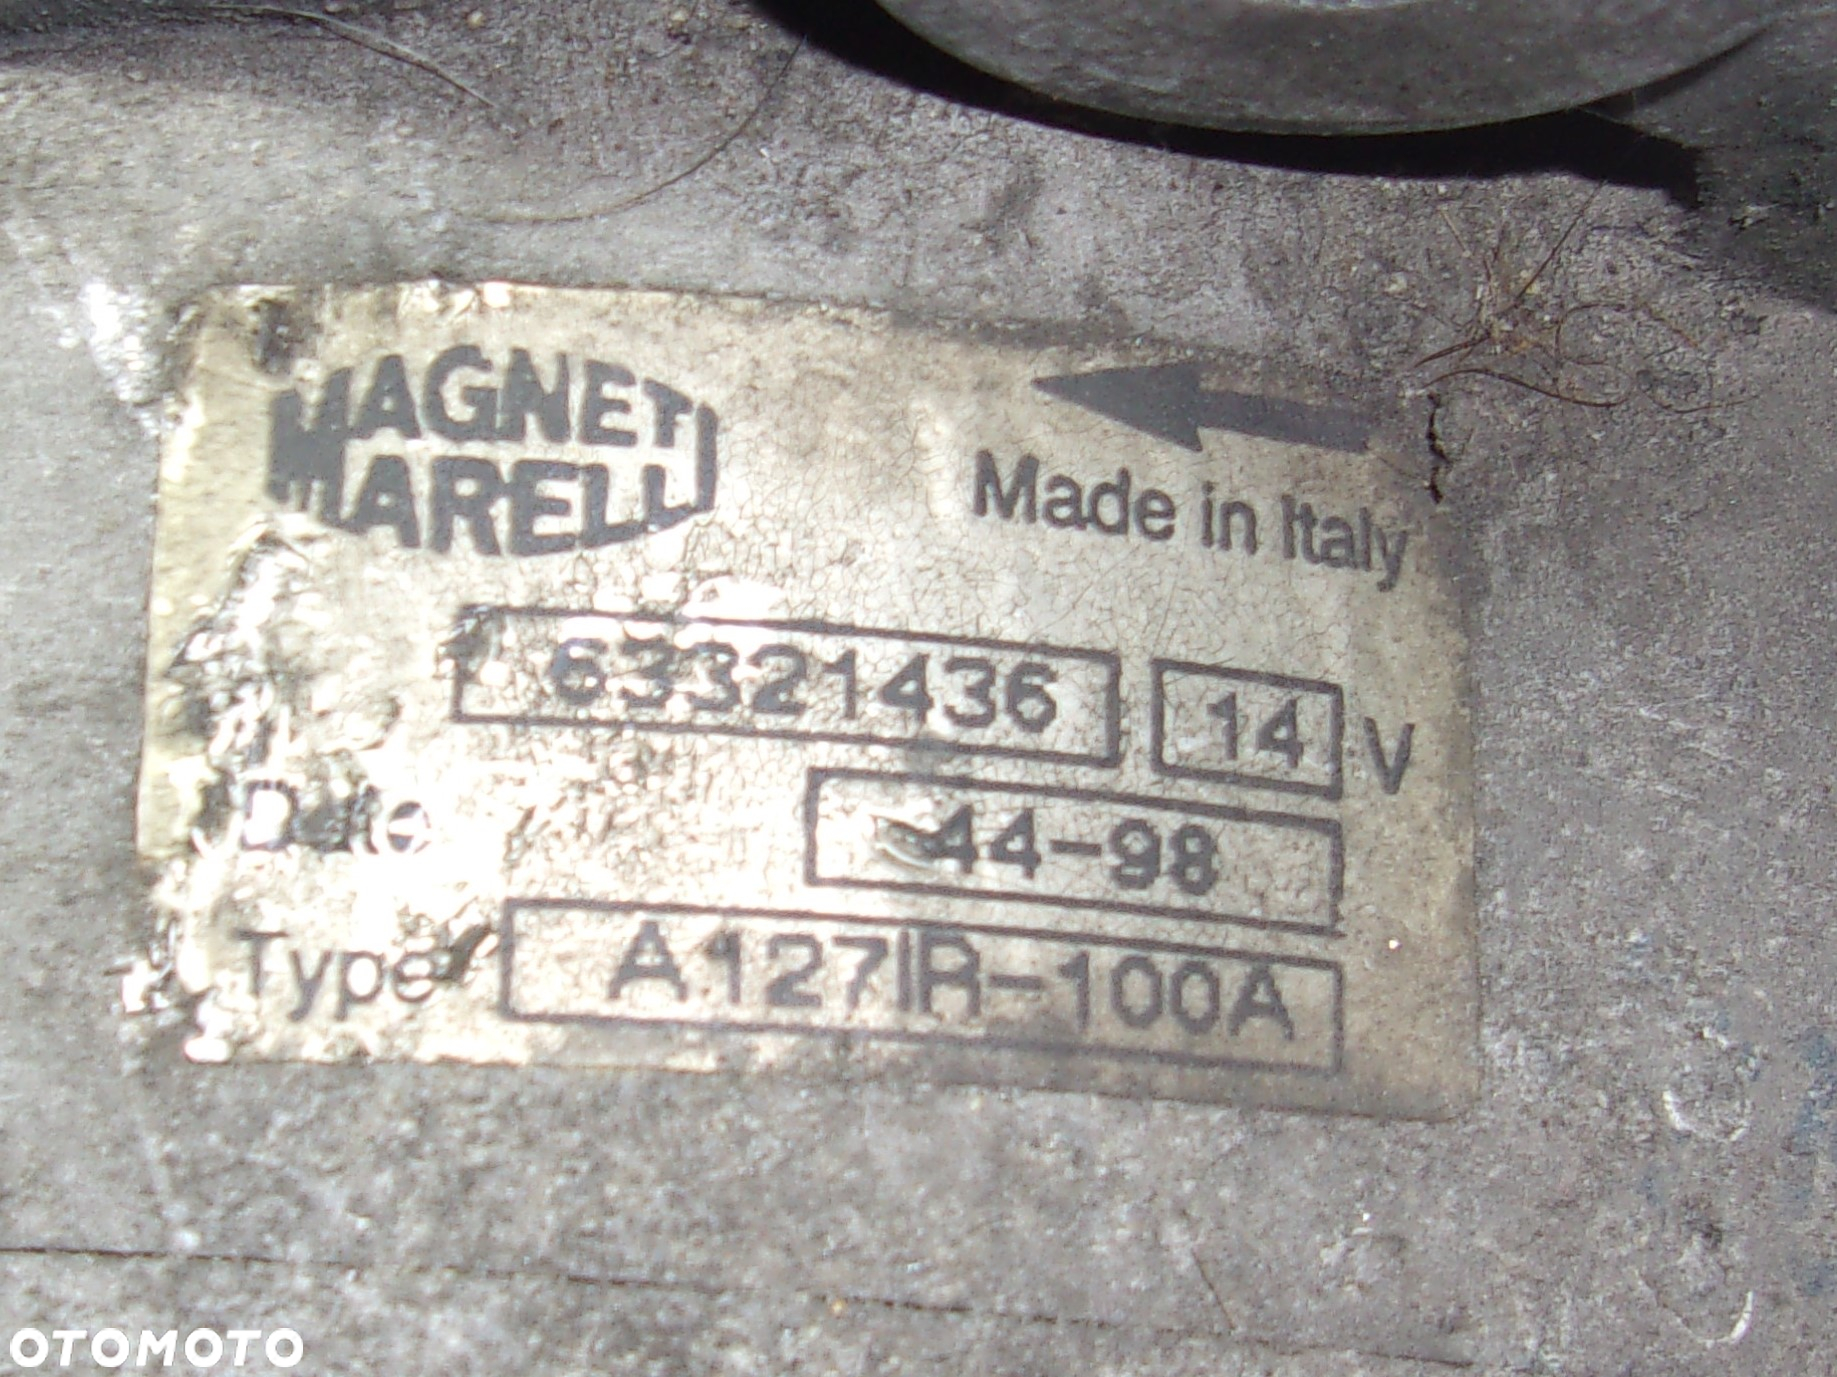 MAGNETI
MARELLI
Made in Italy
63321436 14 V
Date 44-98
Type A127IR-100A
OTOMOTO